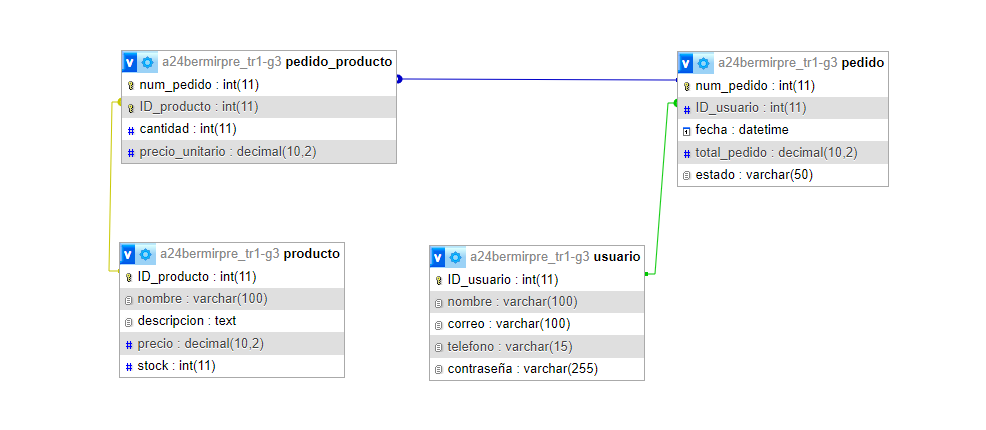 a24bermirpre_tr1-g3 pedido_producto
num_pedido : int(11)
ID_producto : int(11)
cantidad : int(11)
precio_unitario : decimal(10,2)
a24bermirpre_tr1-g3 pedido
num_pedido : int(11)
ID_usuario : int(11)
fecha : datetime
total_pedido : decimal(10,2)
estado : varchar(50)
a24bermirpre_tr1-g3 producto
ID_producto : int(11)
nombre : varchar(100)
descripcion : text
precio : decimal(10,2)
stock : int(11)
a24bermirpre_tr1-g3 usuario
ID_usuario : int(11)
nombre : varchar(100)
correo : varchar(100)
telefono : varchar(15)
contraseña : varchar(255)